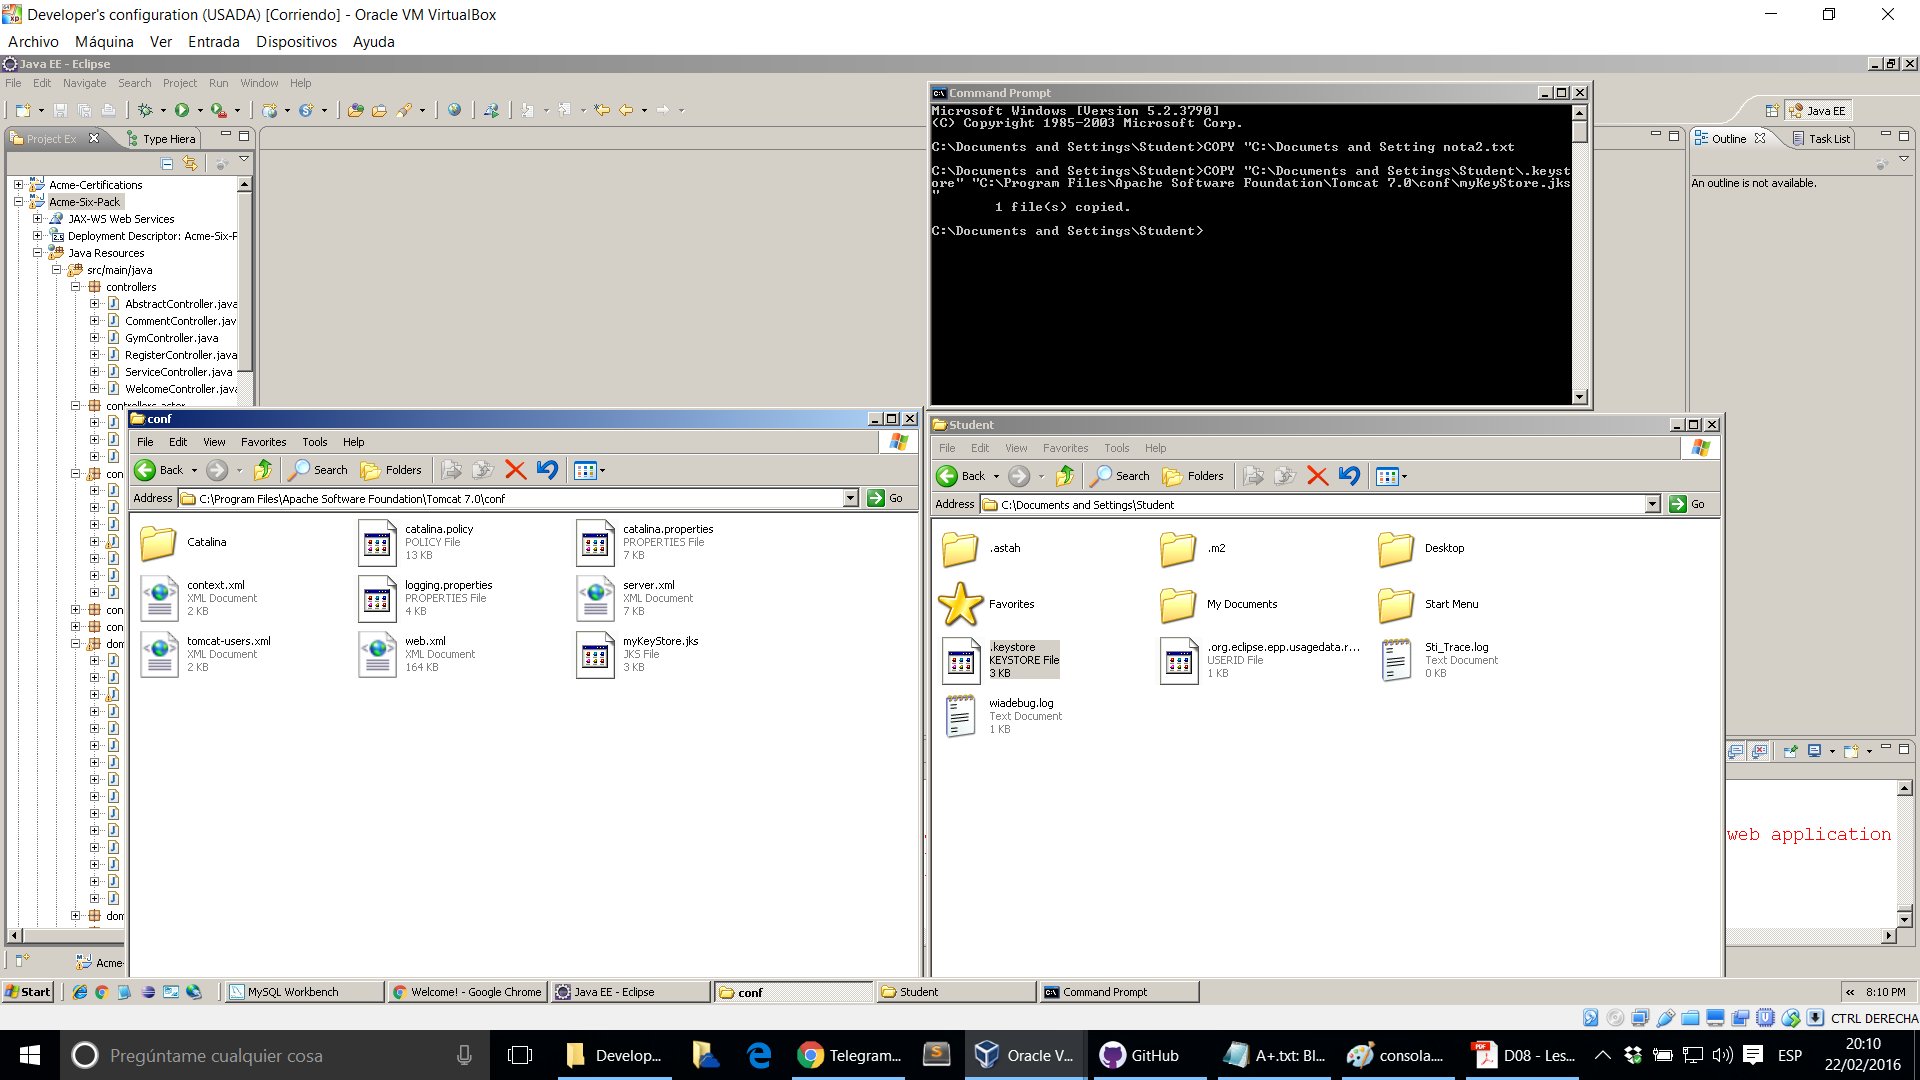 Developer's configuration (USADA) [Corriendo] - Oracle VM VirtualBox
Archivo Máquina Ver Entrada Dispositivos Ayuda
Java EE - Eclipse
File Edit Navigate Search Project Run Window Help
Java EE
Project Ex
Type Hiera
Acme-Certifications
Acme-Six-Pack
JAX-WS Web Services
Deployment Descriptor: Acme-Six-P
Java Resources
src/main/java
controllers
AbstractController.java
CommentController.jav
GymController.java
RegisterController.java
ServiceController.java
WelcomeController.java
con
con
con
dom
dom
Acme-
Command Prompt
Microsoft Windows [Version 5.2.3790]
(C) Copyright 1985-2003 Microsoft Corp.
C:\Documents and Settings\Student>COPY "C:\Documets and Setting nota2.txt
C:\Documents and Settings\Student>COPY "C:\Documents and Settings\Student\.keyst
ore" "C:\Program Files\Apache Software Foundation\Tomcat 7.0\conf\myKeyStore.jks
"
1 file(s) copied.
C:\Documents and Settings\Student>
Outline
Task List
An outline is not available.
conf
File Edit View Favorites Tools Help
Back Search Folders
Address C:\Program Files\Apache Software Foundation\Tomcat 7.0\conf Go
Catalina
catalina.policy
POLICY File
13 KB
catalina.properties
PROPERTIES File
7 KB
context.xml
XML Document
2 KB
logging.properties
PROPERTIES File
4 KB
server.xml
XML Document
7 KB
tomcat-users.xml
XML Document
2 KB
web.xml
XML Document
164 KB
myKeyStore.jks
JKS File
3 KB
Student
File Edit View Favorites Tools Help
Back Search Folders
Address C:\Documents and Settings\Student Go
.astah
.m2
Desktop
Favorites
My Documents
Start Menu
.keystore
KEYSTORE File
3 KB
.org.eclipse.epp.usagedata.r...
USERID File
1 KB
Sti_Trace.log
Text Document
0 KB
wiadebug.log
Text Document
1 KB
web application
Start
MySQL Workbench
Welcome! - Google Chrome
Java EE - Eclipse
conf
Student
Command Prompt
8:10 PM
CTRL DERECHA
Pregúntame cualquier cosa
Develop...
Telegram...
Oracle V...
GitHub
A+.txt: Bl...
consola....
D08 - Les...
ESP
20:10
22/02/2016